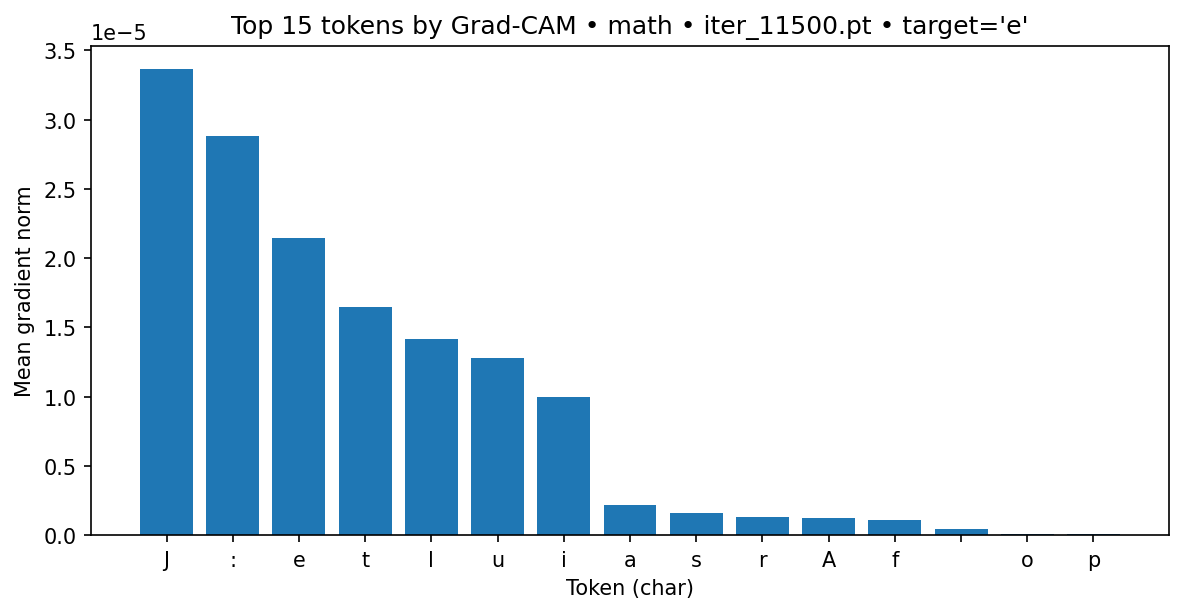 Top 15 tokens by Grad-CAM • math • iter_11500.pt • target='e'
1e−5
3.5
3.0
2.5
2.0
1.5
1.0
0.5
0.0
Mean gradient norm
J : e t l u i a s r A f o p
Token (char)